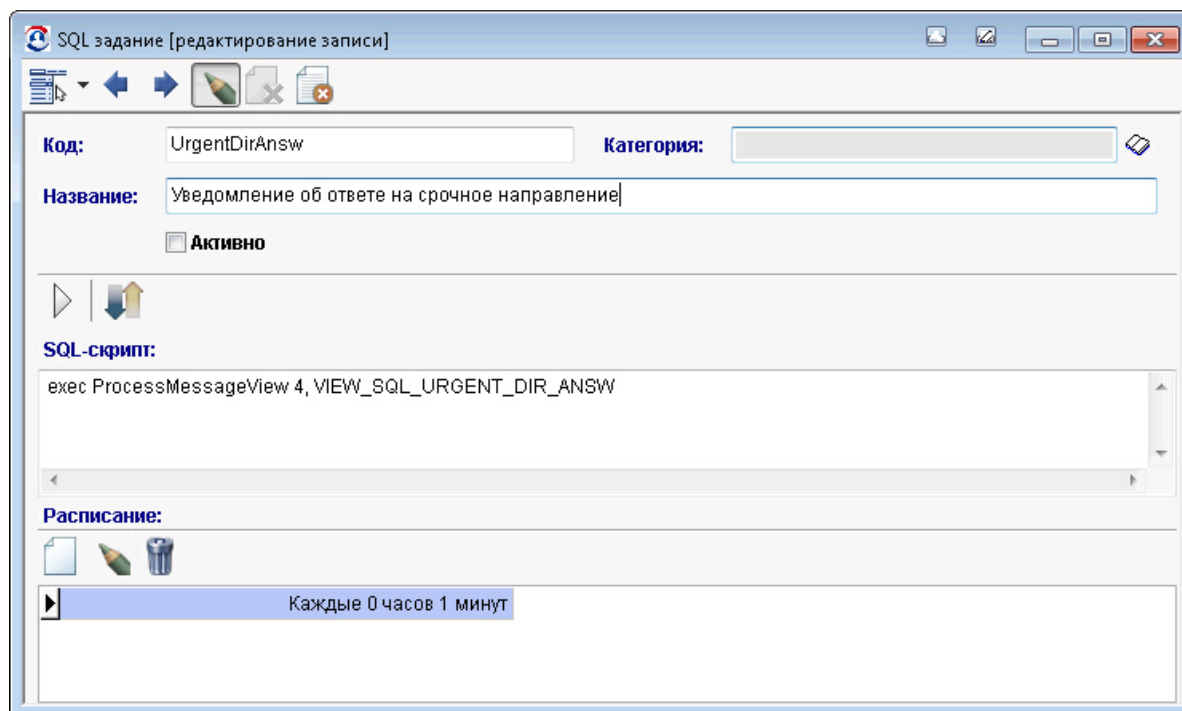 SQL задание [редактирование записи]
Код: UrgentDirAnsw Категория:
Название: Уведомление об ответе на срочное направление
Активно
SQL-скрипт:
exec ProcessMessageView 4, VIEW_SQL_URGENT_DIR_ANSW
Расписание:
Каждые 0 часов 1 минут